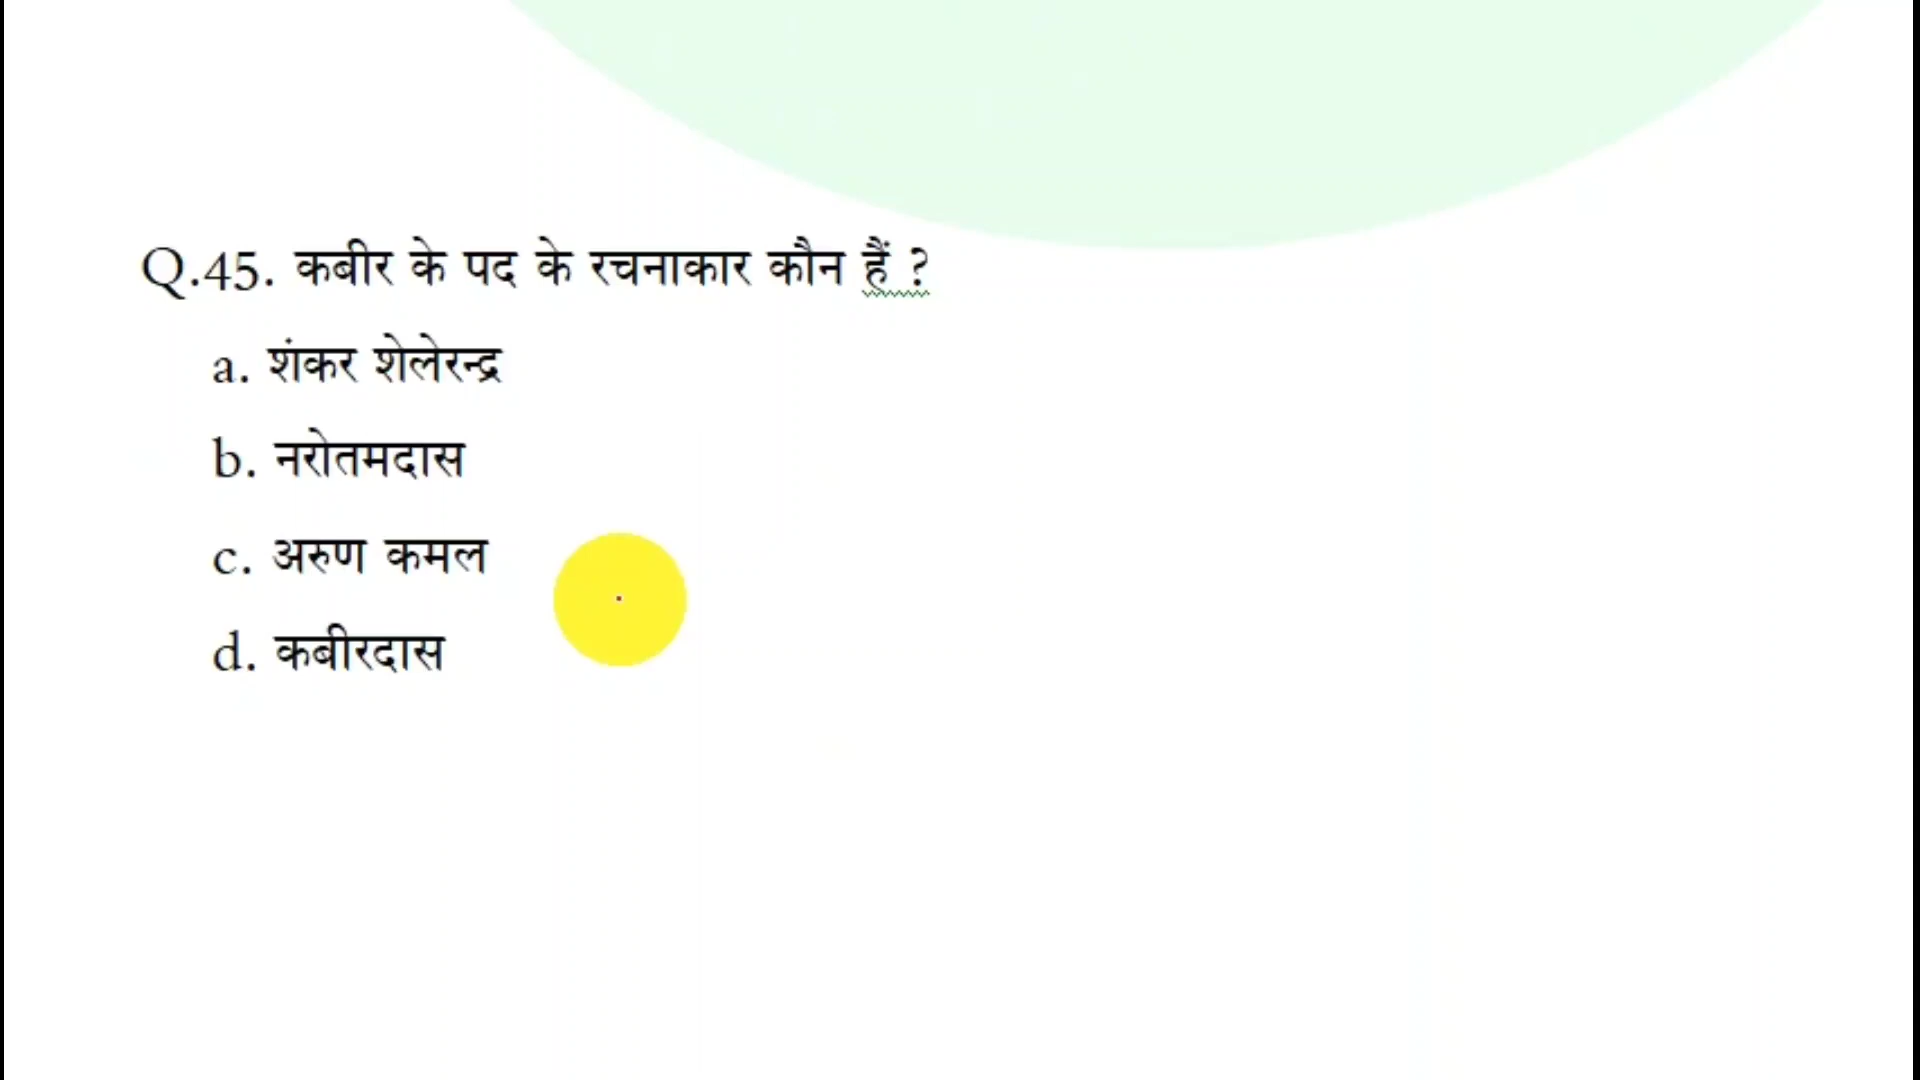 Q.45. कबीर के पद के रचनाकार कौन हैं ?
a. शंकर शेलेरन्द्र
b. नरोतमदास
c. अरुण कमल
d. कबीरदास